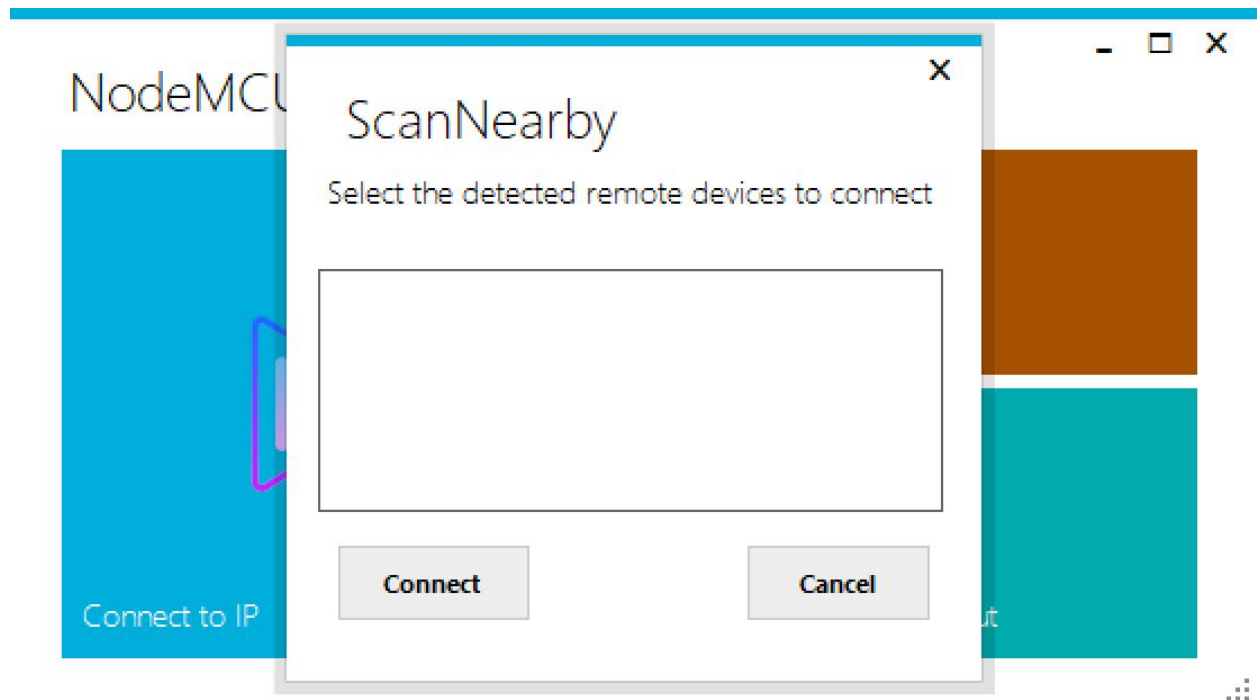 NodeMCU
ScanNearby
Select the detected remote devices to connect
Connect
Cancel
Connect to IP